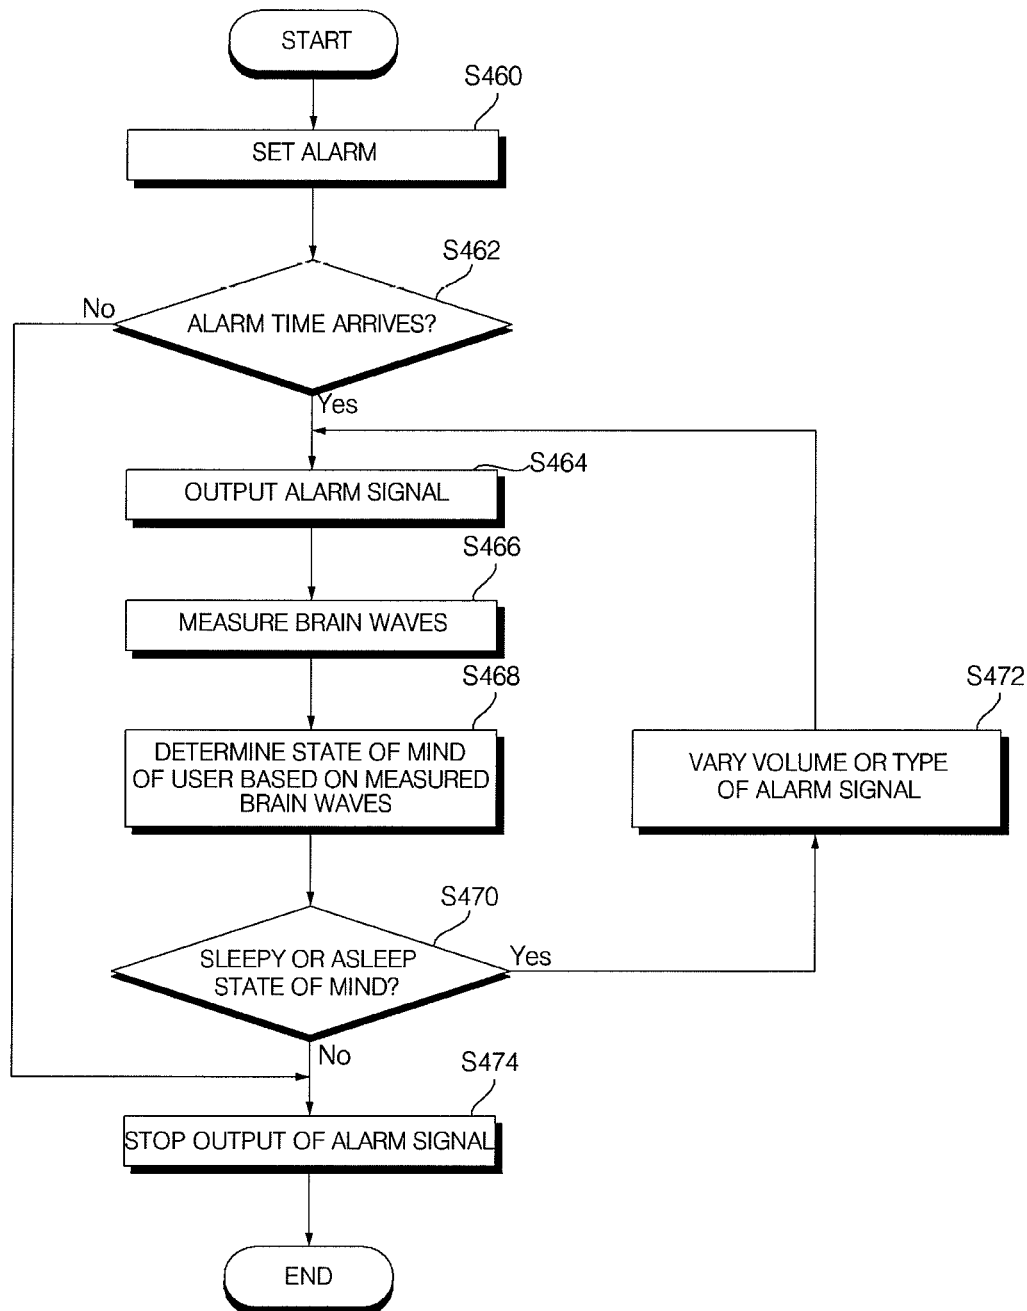 START
S460
SET ALARM
S462
No
ALARM TIME ARRIVES?
Yes
S464
OUTPUT ALARM SIGNAL
S466
MEASURE BRAIN WAVES
S468
DETERMINE STATE OF MIND
OF USER BASED ON MEASURED
BRAIN WAVES
S472
VARY VOLUME OR TYPE
OF ALARM SIGNAL
S470
SLEEPY OR ASLEEP
STATE OF MIND?
Yes
No
S474
STOP OUTPUT OF ALARM SIGNAL
END